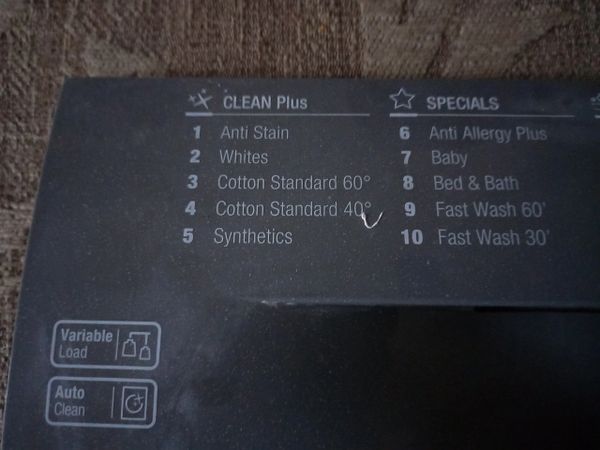 CLEAN Plus
1 Anti Stain
2 Whites
3 Cotton Standard 60°
4 Cotton Standard 40°
5 Synthetics
SPECIALS
6 Anti Allergy Plus
7 Baby
8 Bed & Bath
9 Fast Wash 60'
10 Fast Wash 30'
Variable
Load
Auto
Clean